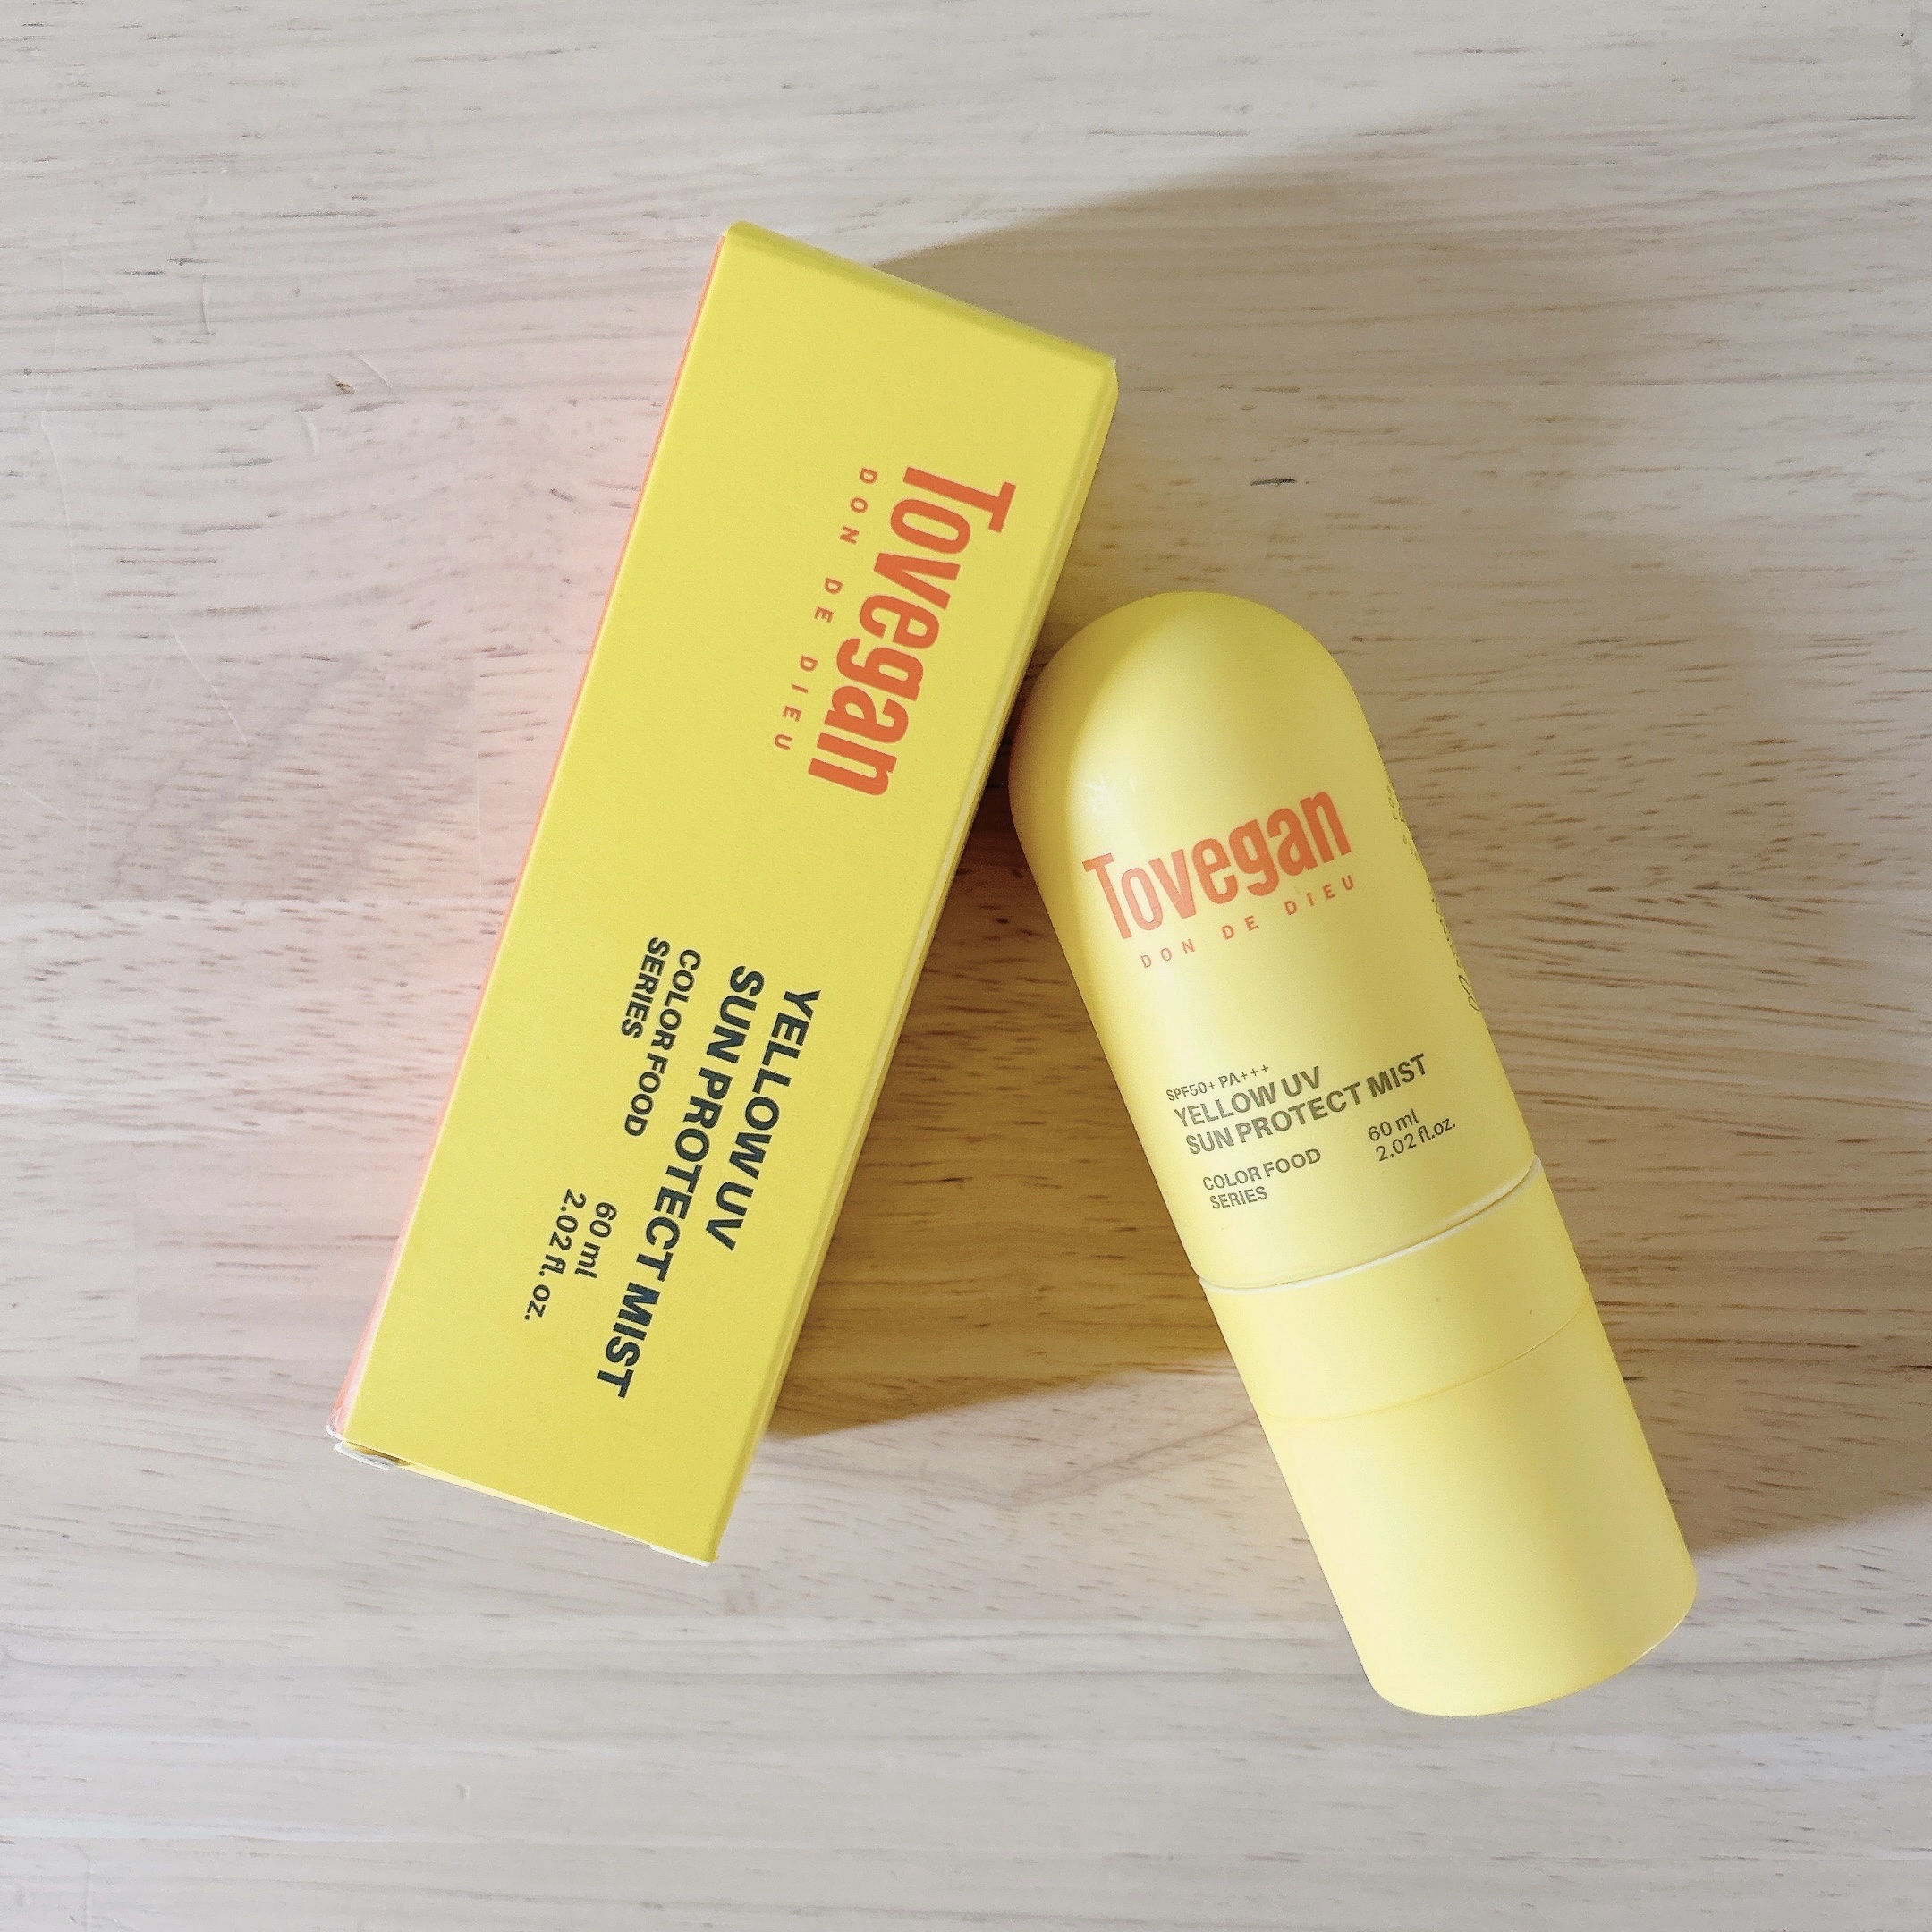 Tovegan
DON DE DIEU
YELLOW UV
SUN PROTECT MIST
COLOR FOOD
SERIES
60 ml
2.02 fl. oz.
Tovegan
DON DE DIEU
SPF50+ PA+++
YELLOW UV
SUN PROTECT MIST
COLOR FOOD
SERIES
60 ml
2.02 fl.oz.